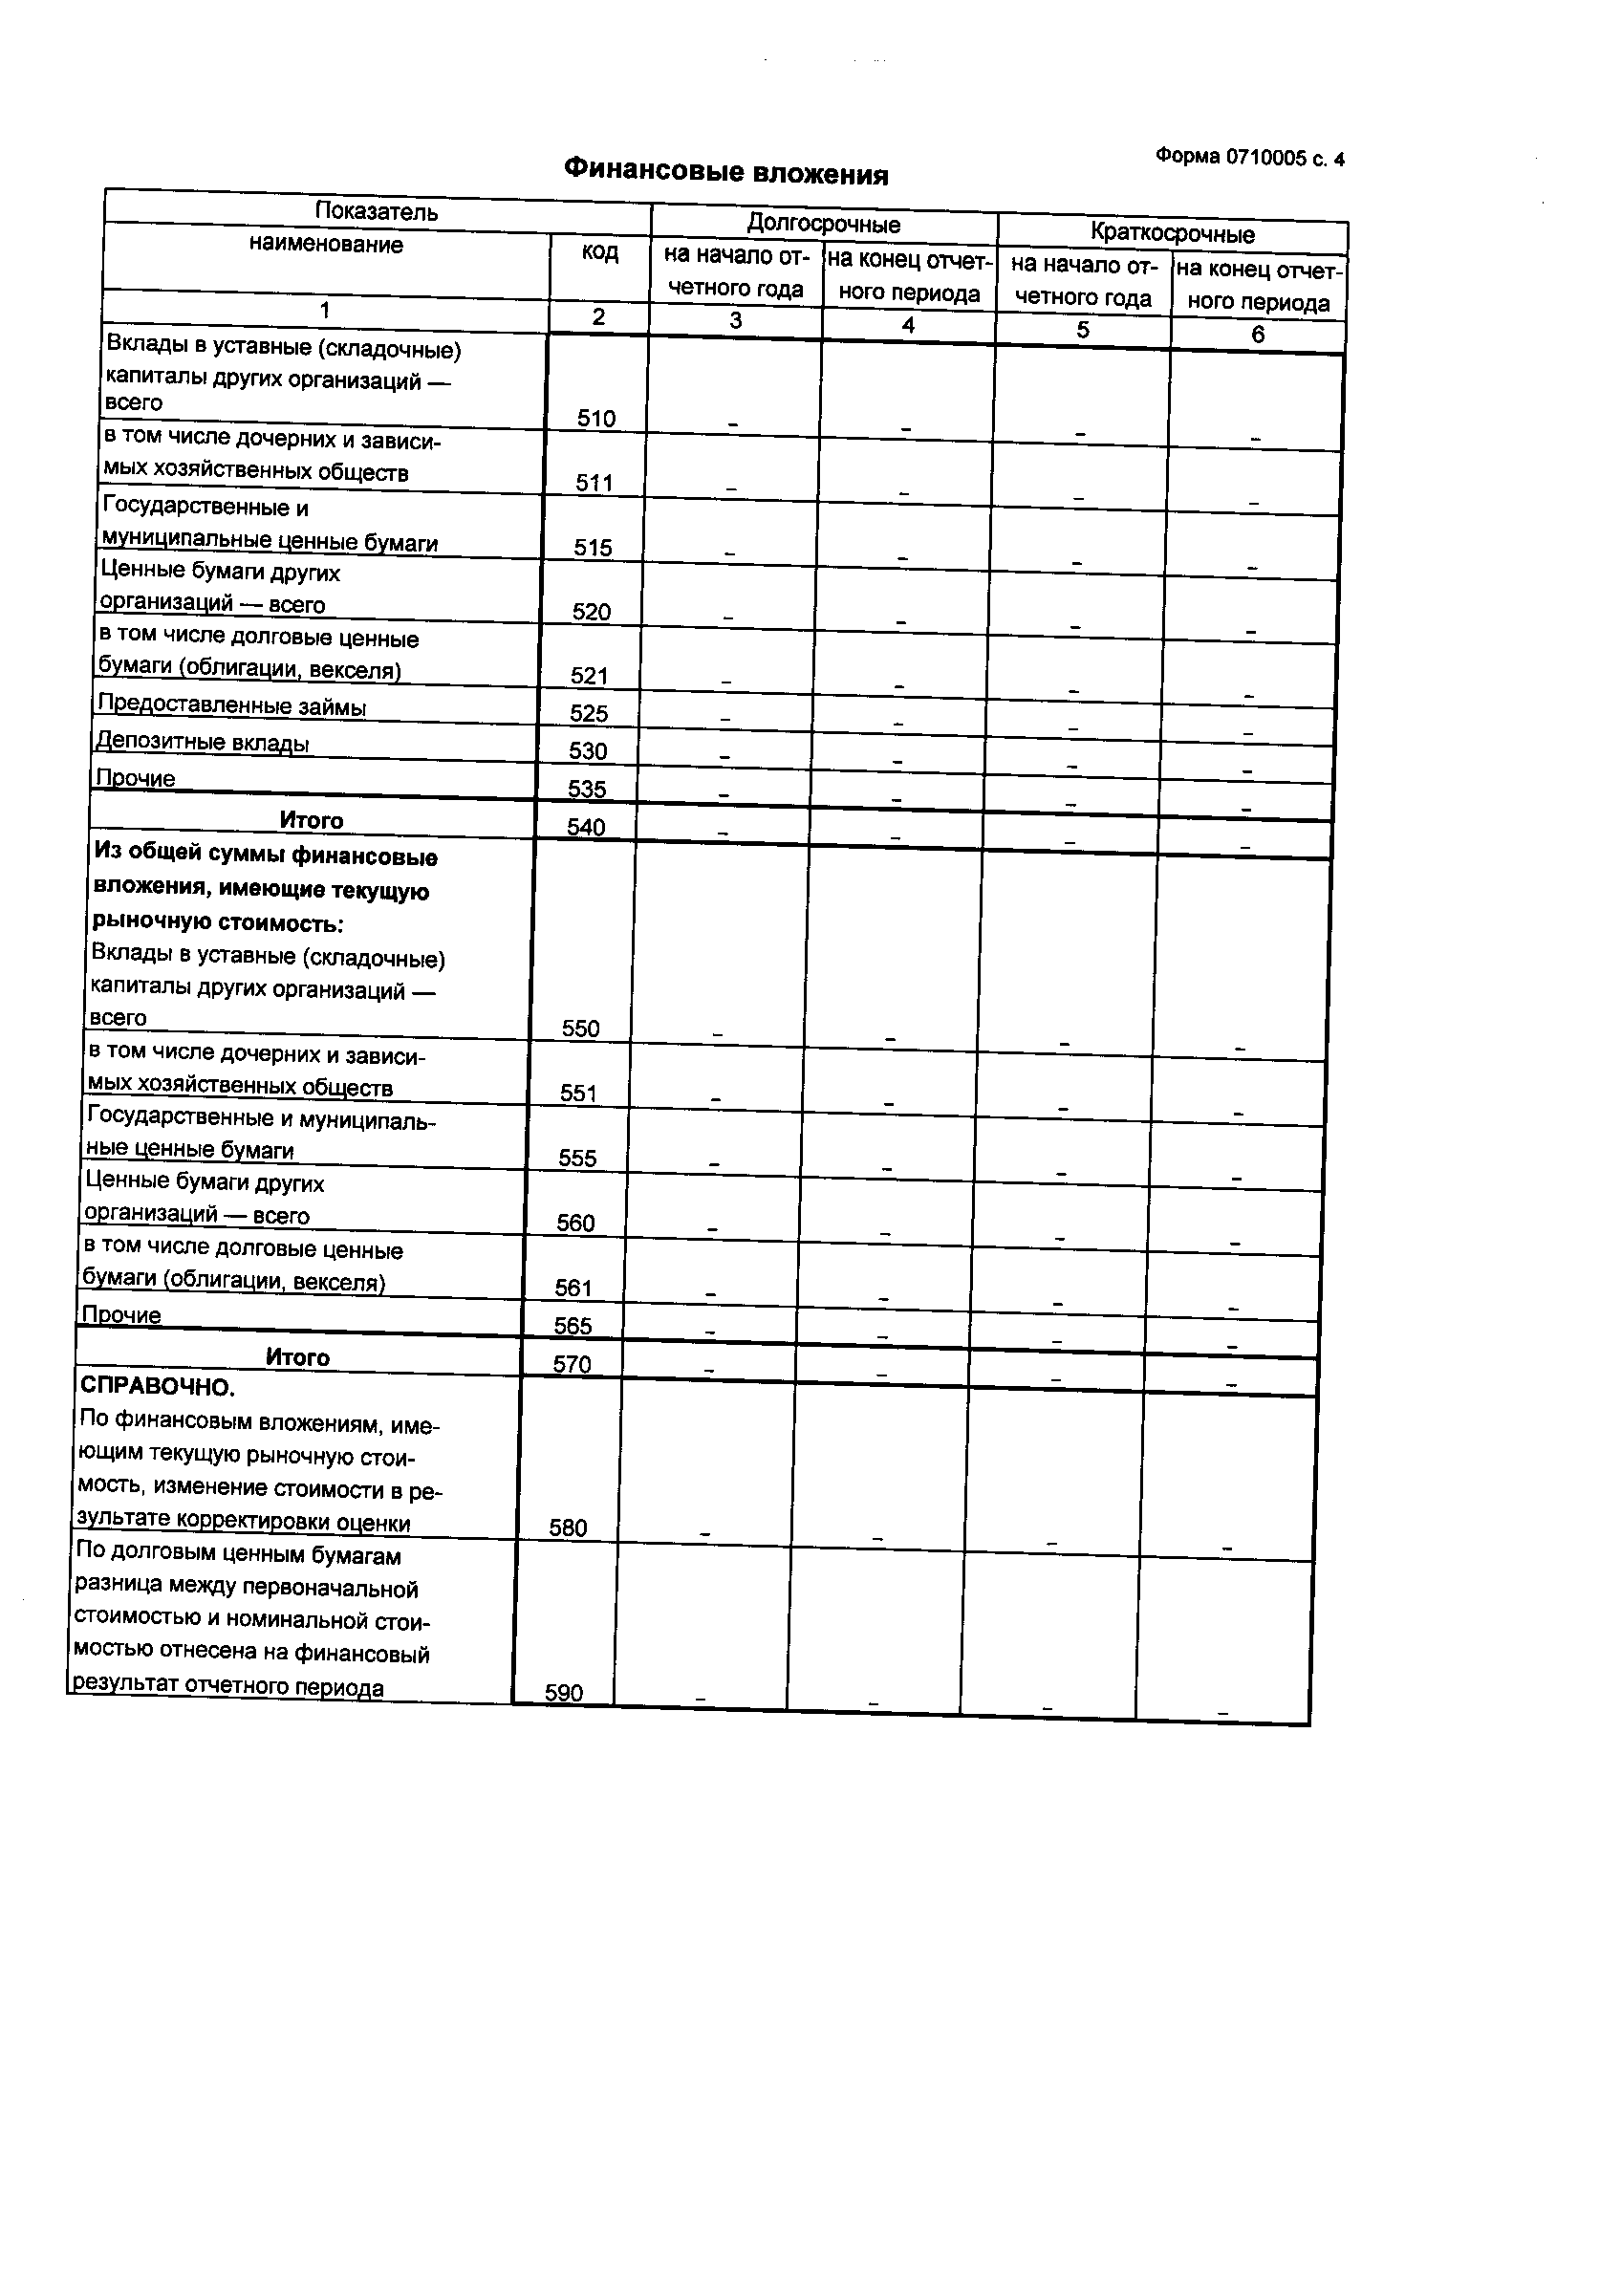 Форма 0710005 с. 4
Финансовые вложения
Показатель Долгосрочные Краткосрочные
наименование код на начало от- на конец отчет- на начало от- на конец отчет-
четного года ного периода четного года ного периода
1 2 3 4 5 6
Вклады в уставные (складочные)
капиталы других организаций —
всего 510 – – – –
в том числе дочерних и зависи-
мых хозяйственных обществ 511 – – – –
Государственные и
муниципальные ценные бумаги 515 – – – –
Ценные бумаги других
организаций — всего 520 – – – –
в том числе долговые ценные
бумаги (облигации, векселя) 521 – – – –
Предоставленные займы 525 – – – –
Депозитные вклады 530 – – – –
Прочие 535 – – – –
Итого 540 – – – –
Из общей суммы финансовые
вложения, имеющие текущую
рыночную стоимость:
Вклады в уставные (складочные)
капиталы других организаций —
всего 550 – – – –
в том числе дочерних и зависи-
мых хозяйственных обществ 551 – – – –
Государственные и муниципаль-
ные ценные бумаги 555 – – – –
Ценные бумаги других
организаций — всего 560 – – – –
в том числе долговые ценные
бумаги (облигации, векселя) 561 – – – –
Прочие 565 – – – –
Итого 570 – – – –
СПРАВОЧНО.
По финансовым вложениям, име-
ющим текущую рыночную стои-
мость, изменение стоимости в ре-
зультате корректировки оценки 580 – – – –
По долговым ценным бумагам
разница между первоначальной
стоимостью и номинальной стои-
мостью отнесена на финансовый
результат отчетного периода 590 – – – –